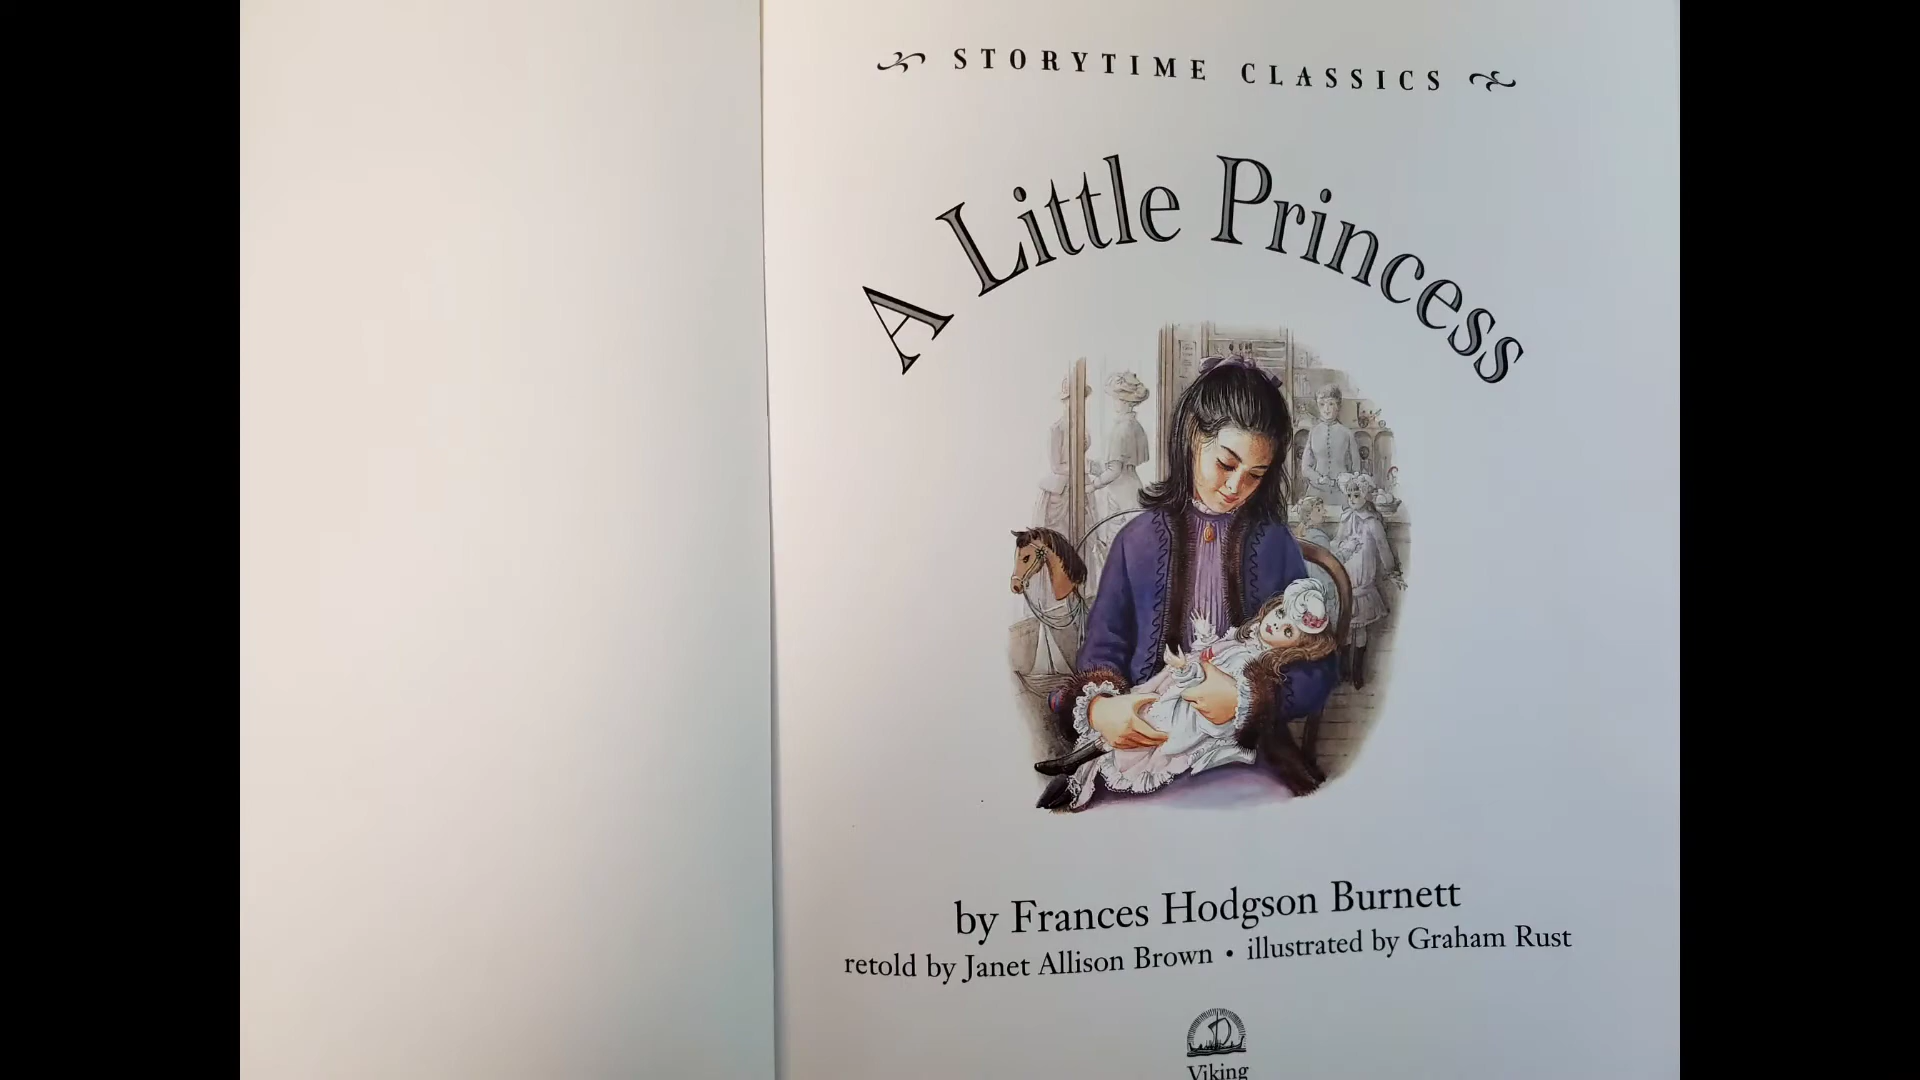 STORYTIME CLASSICS
A Little Princess
by Frances Hodgson Burnett
retold by Janet Allison Brown • illustrated by Graham Rust
Viking